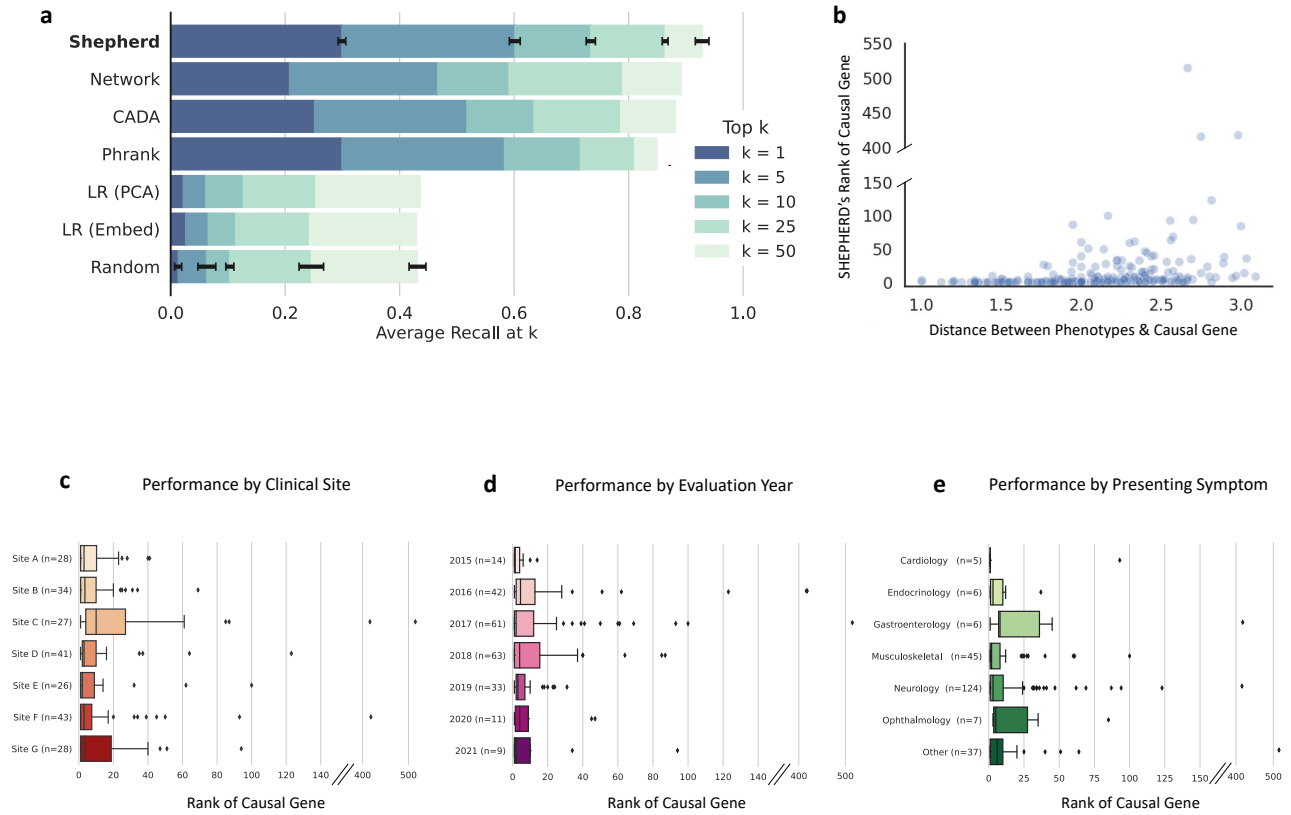 a
Shepherd
Network
CADA
Phrank
LR (PCA)
LR (Embed)
Random
0.0 0.2 0.4 0.6 0.8 1.0
Average Recall at k
Top k
k = 1
k = 5
k = 10
k = 25
k = 50
b
SHEPHERD's Rank of Causal Gene
550
500
450
400
150
100
50
0
1.0 1.5 2.0 2.5 3.0
Distance Between Phenotypes & Causal Gene
c
Performance by Clinical Site
Site A (n=28)
Site B (n=34)
Site C (n=27)
Site D (n=41)
Site E (n=26)
Site F (n=43)
Site G (n=28)
0 20 40 60 80 100 120 140 400 500
Rank of Causal Gene
d
Performance by Evaluation Year
2015 (n=14)
2016 (n=42)
2017 (n=61)
2018 (n=63)
2019 (n=33)
2020 (n=11)
2021 (n=9)
0 20 40 60 80 100 120 140 400 500
Rank of Causal Gene
e
Performance by Presenting Symptom
Cardiology (n=5)
Endocrinology (n=6)
Gastroenterology (n=6)
Musculoskeletal (n=45)
Neurology (n=124)
Ophthalmology (n=7)
Other (n=37)
0 25 50 75 100 125 150 400 500
Rank of Causal Gene